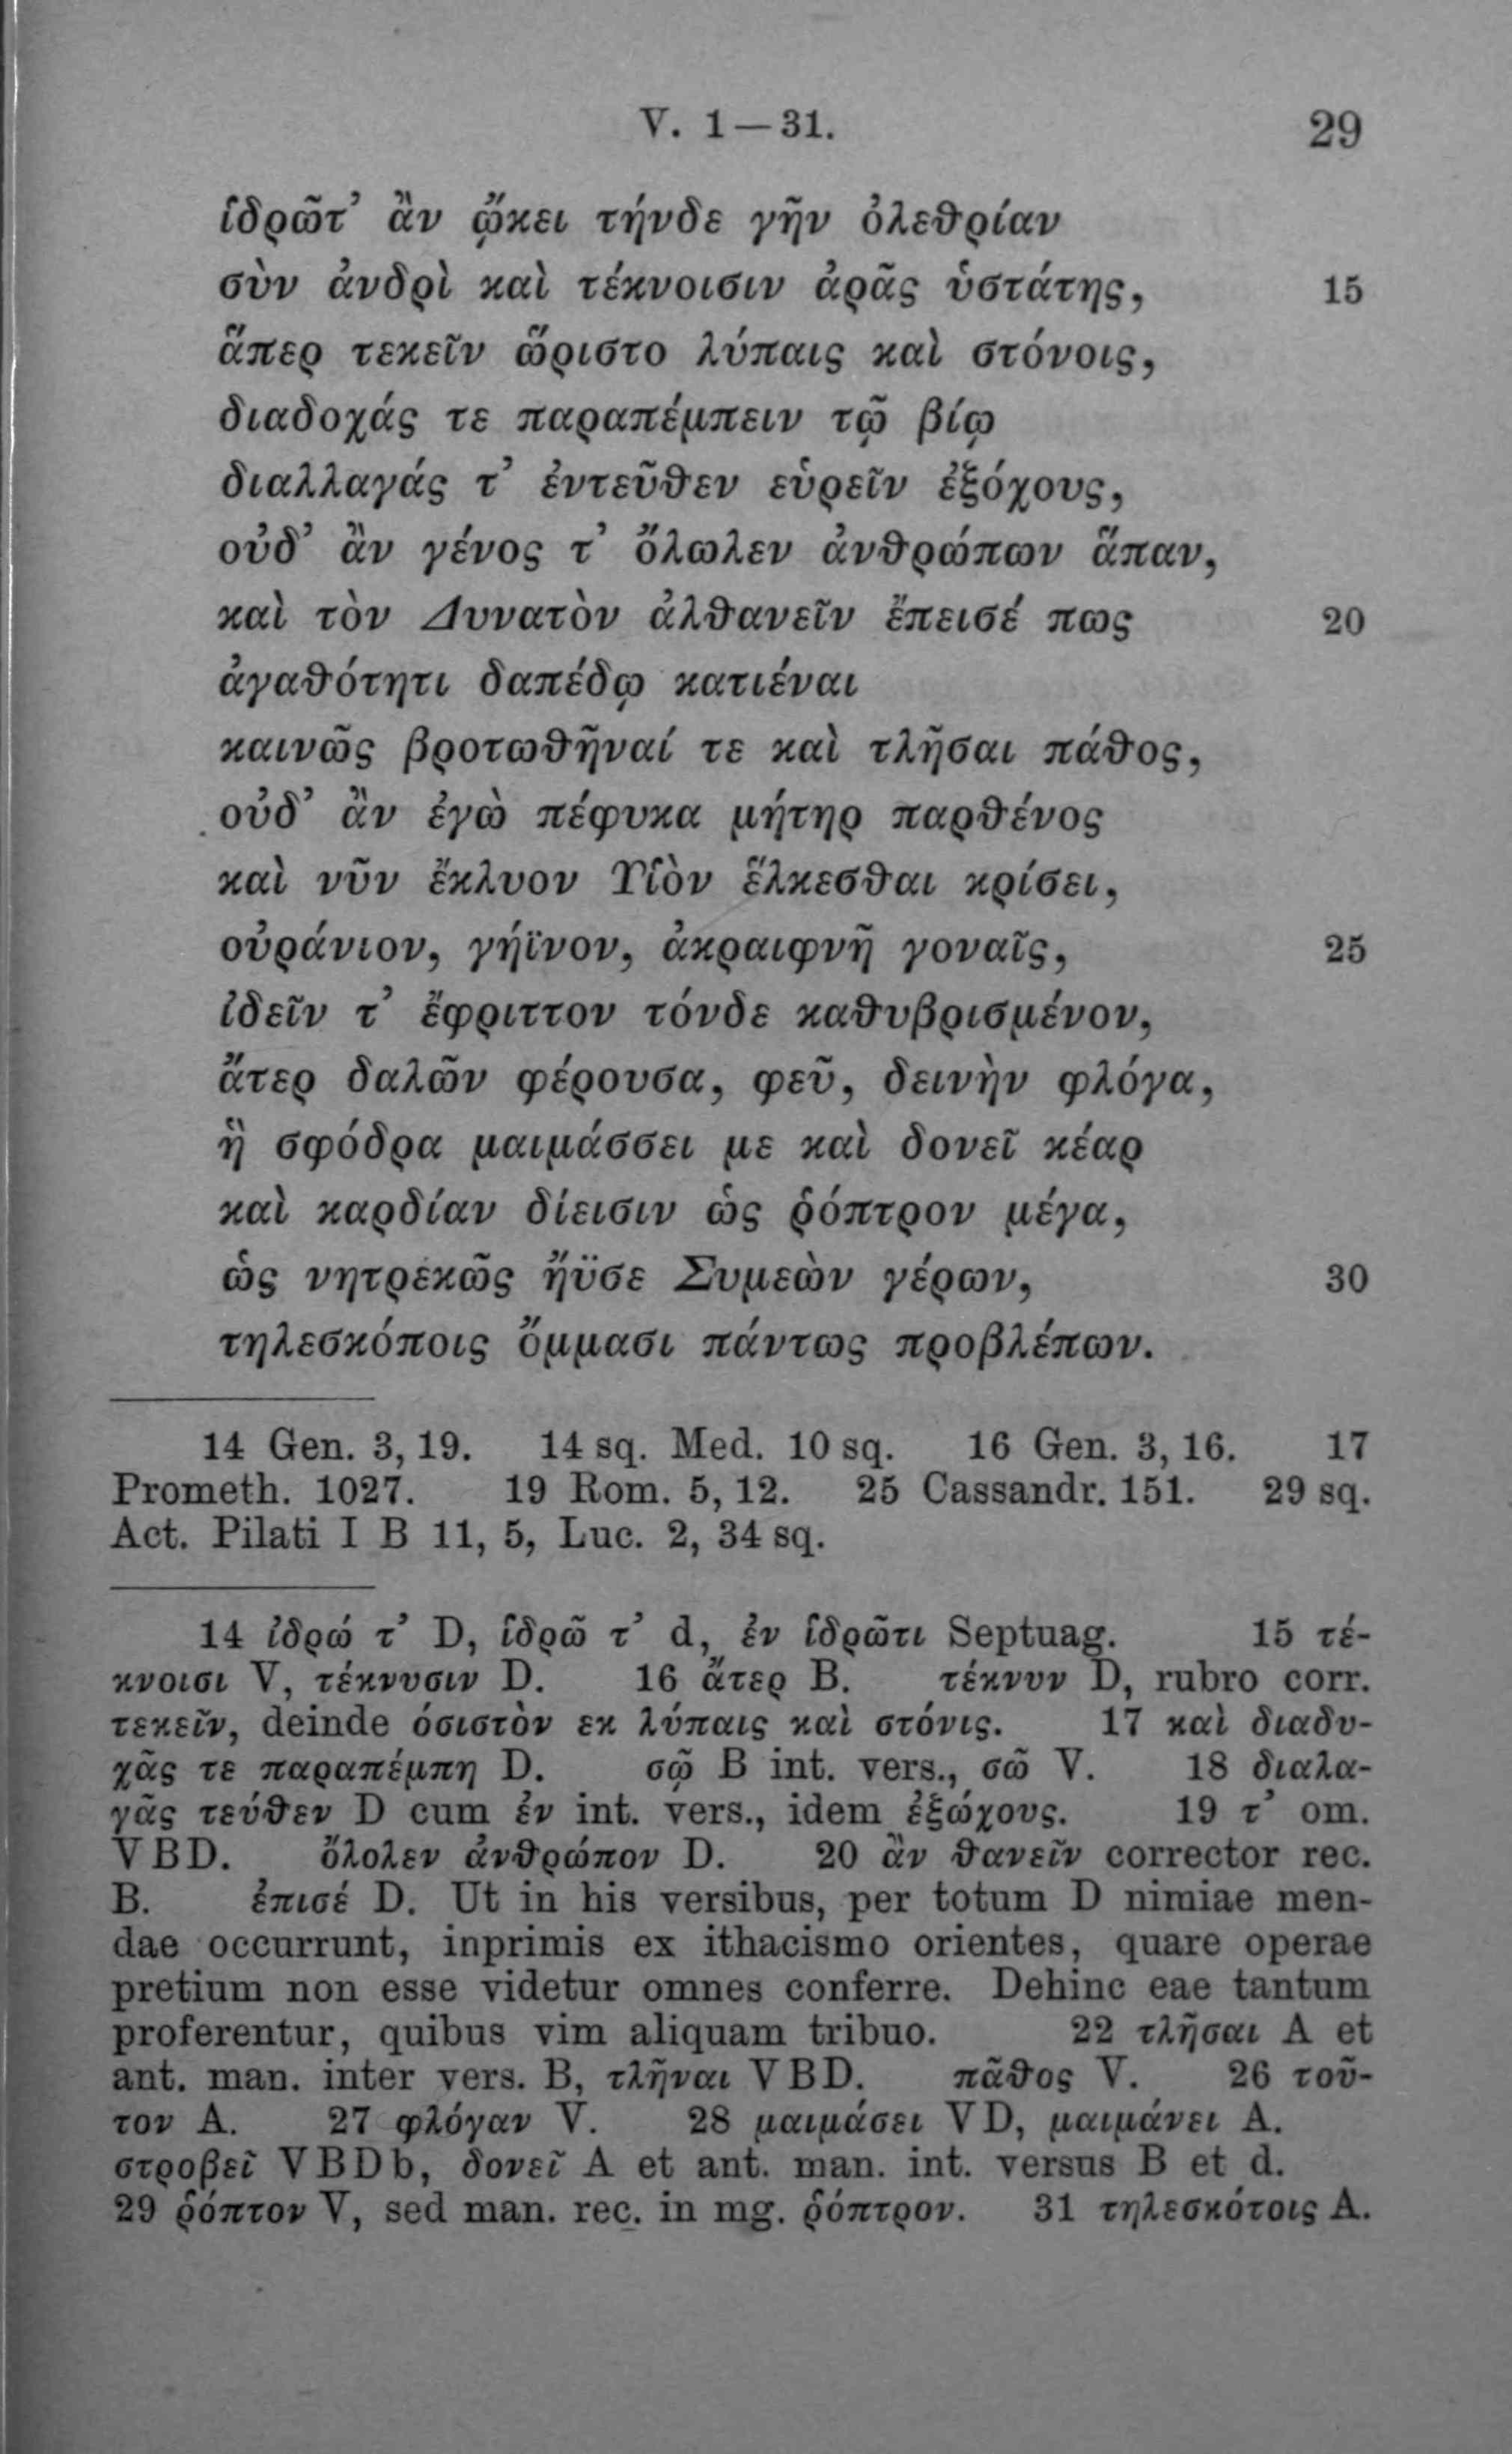 V. 1—31. 29
ἱδρῶτ’ ἂν ᾤκει τήνδε γῆν ὀλεθρίαν
σὺν ἀνδρὶ καὶ τέκνοισιν ἀρᾶς ὑστάτης, 15
ἅπερ τεκεῖν ὥριστο λύπαις καὶ στόνοις,
διαδοχάς τε παραπέμπειν τῷ βίῳ
διαλλαγάς τ’ ἐντεῦθεν εὑρεῖν ἐξόχους,
οὐδ’ ἂν γένος τ’ ὄλωλεν ἀνθρώπων ἅπαν,
καὶ τὸν Δυνατὸν ἀλθανεῖν ἔπεισέ πως 20
ἀγαθότητι δαπέδῳ κατιέναι
καινῶς βροτωθῆναί τε καὶ τλῆσαι πάθος,
οὐδ’ ἂν ἐγὼ πέφυκα μήτηρ παρθένος
καὶ νῦν ἔκλυον Υἱὸν ἕλκεσθαι κρίσει,
οὐράνιον, γήϊνον, ἀκραιφνῆ γοναῖς, 25
ἰδεῖν τ’ ἔφριττον τόνδε καθυβρισμένον,
ἄτερ δαλῶν φέρουσα, φεῦ, δεινὴν φλόγα,
ἣ σφόδρα μαιμάσσει με καὶ δονεῖ κέαρ
καὶ καρδίαν δίεισιν ὡς ῥόπτρον μέγα,
ὡς νητρεκῶς ἤϋσε Συμεὼν γέρων, 30
τηλεσκόποις ὄμμασι πάντως προβλέπων.
14 Gen. 3, 19. 14 sq. Med. 10 sq. 16 Gen. 3, 16. 17
Prometh. 1027. 19 Rom. 5, 12. 25 Cassandr. 151. 29 sq.
Act. Pilati I B 11, 5, Luc. 2, 34 sq.
14 ἰδρώ τ’ D, ἱδρῶ τ’ d, ἐν ἱδρῶτι Septuag. 15 τέ-
κνοισι V, τέκνυσιν D. 16 ἄτερ B. τέκνυν D, rubro corr.
τεκεῖν, deinde ὁσιστὸν εκ λύπαις καὶ στόνις. 17 καὶ διαδυ-
χᾶς τε παραπέμπη D. σῷ B int. vers., σῶ V. 18 διαλα-
γᾶς τεύθεν D cum ἐν int. vers., idem ἐξώχους. 19 τ’ om.
VBD. ὄλολεν ἀνθρώπον D. 20 ἂν θανεῖν corrector rec.
B. ἐπισέ D. Ut in his versibus, per totum D nimiae men-
dae occurrunt, inprimis ex ithacismo orientes, quare operae
pretium non esse videtur omnes conferre. Dehinc eae tantum
proferentur, quibus vim aliquam tribuo. 22 τλῆσαι A et
ant. man. inter vers. B, τλῆναι VBD. πᾶθος V. 26 τοῦ-
τον A. 27 φλόγαν V. 28 μαιμάσει VD, μαιμάνει A.
στροβεῖ VBDb, δονεῖ A et ant. man. int. versus B et d.
29 ῥόπτον V, sed man. rec. in mg. ῥόπτρον. 31 τηλεσκότοις A.